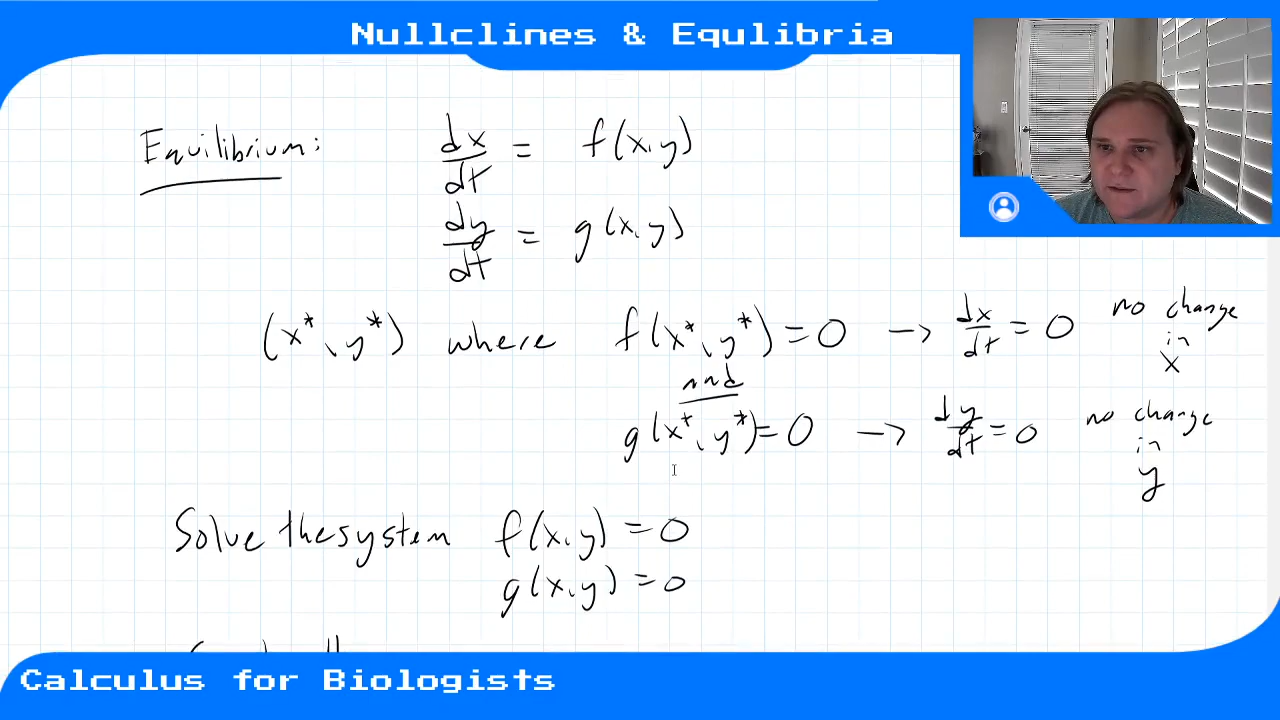 Nullclines & Equlibria
Equilibrium: dx/dt = f(x,y)
dy/dt = g(x,y)
(x*, y*) where f(x*, y*) = 0 → dx/dt = 0 no change in x
and
g(x*, y*) = 0 → dy/dt = 0 no change in y
Solve the system f(x,y) = 0
g(x,y) = 0
Calculus for Biologists